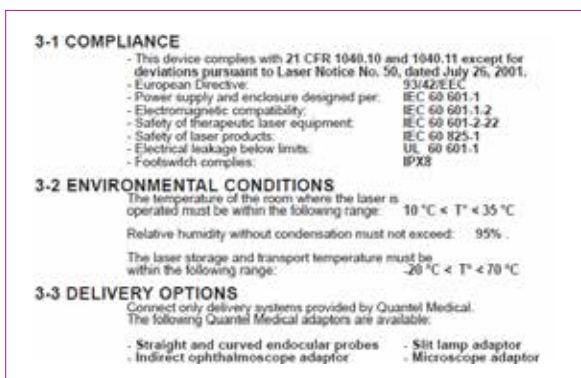 3-1 COMPLIANCE
- This device complies with 21 CFR 1040.10 and 1040.11 except for
deviations pursuant to Laser Notice No. 50, dated July 26, 2001.
- European Directive: 93/42/EEC
- Power supply and enclosure designed per: IEC 60 601-1
- Electromagnetic compatibility: IEC 60 601-1-2
- Safety of therapeutic laser equipment: IEC 60 601-2-22
- Safety of laser products: IEC 60 825-1
- Electrical leakage below limits: UL 60 601-1
- Footswitch complies: IPX8
3-2 ENVIRONMENTAL CONDITIONS
The temperature of the room where the laser is
operated must be within the following range: 10 °C < T° < 35 °C
Relative humidity without condensation must not exceed: 95% .
The laser storage and transport temperature must be
within the following range: -20 °C < T° < 70 °C
3-3 DELIVERY OPTIONS
Connect only delivery systems provided by Quantel Medical.
The following Quantel Medical adaptors are available:
- Straight and curved endocular probes - Slit lamp adaptor
- Indirect ophthalmoscope adaptor - Microscope adaptor